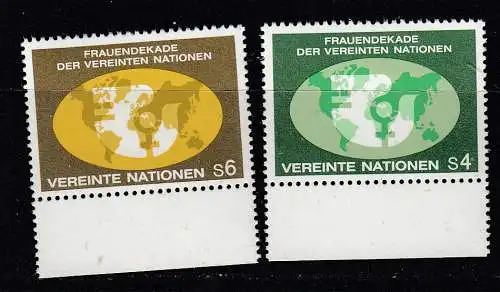 FRAUENDEKADE
DER VEREINTEN NATIONEN
VEREINTE NATIONEN S6
FRAUENDEKADE
DER VEREINTEN NATIONEN
VEREINTE NATIONEN S4